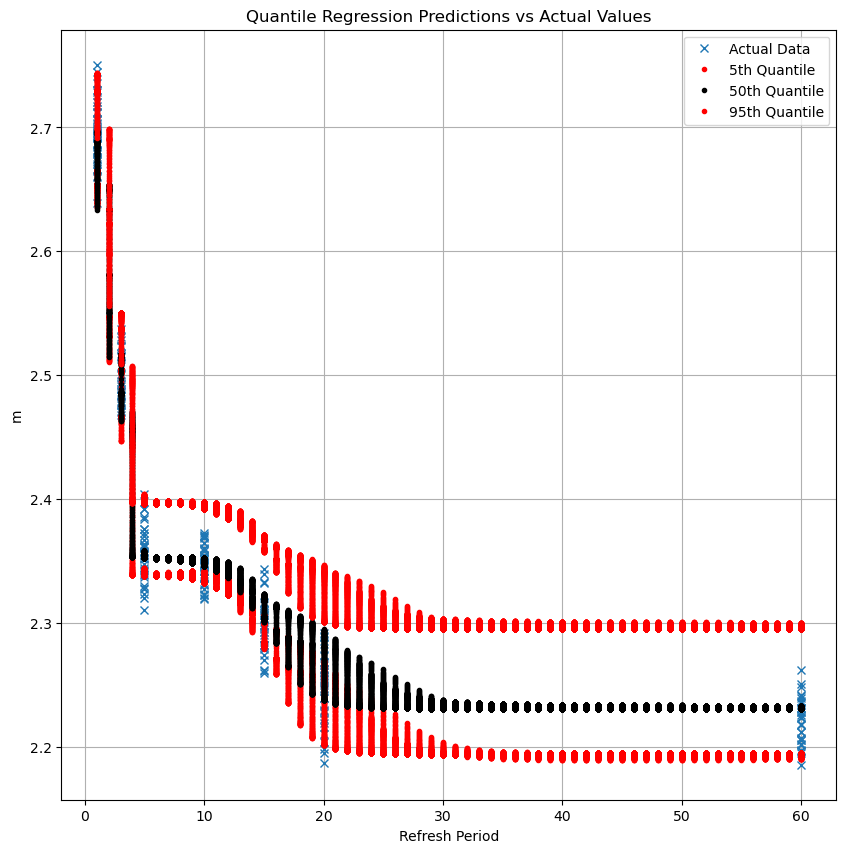 Quantile Regression Predictions vs Actual Values
Actual Data
5th Quantile
50th Quantile
95th Quantile
2.7
2.6
2.5
2.4
2.3
2.2
m
0 10 20 30 40 50 60
Refresh Period